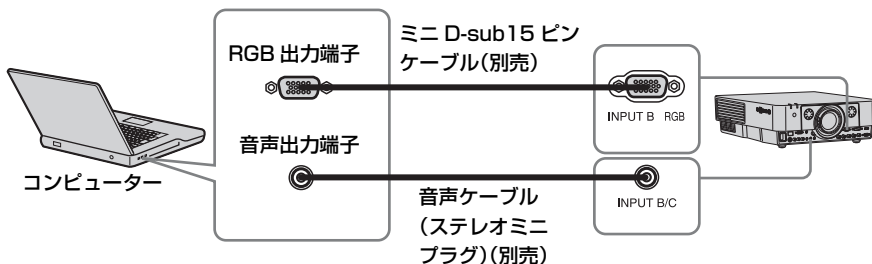 RGB 出力端子
ミニ D-sub15 ピン
ケーブル(別売)
INPUT B RGB
音声出力端子
コンピューター
音声ケーブル
(ステレオミニ
プラグ)(別売)
INPUT B/C